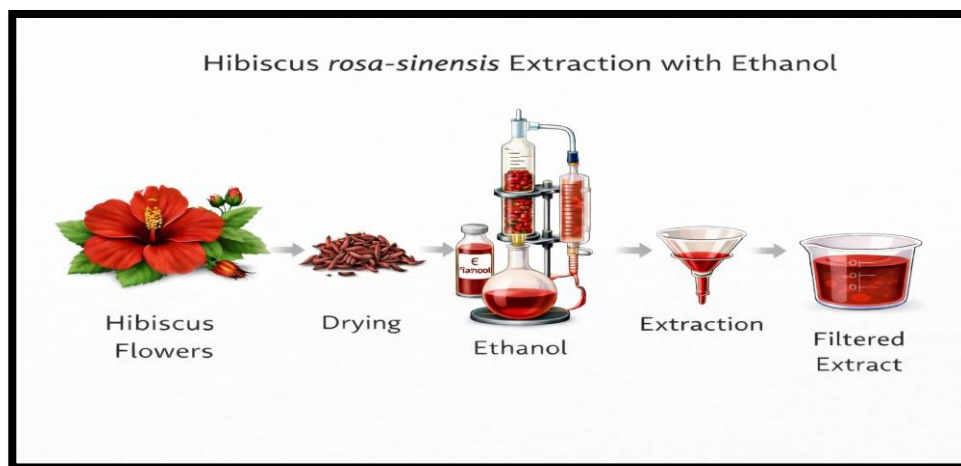 Hibiscus rosa-sinensis Extraction with Ethanol
Hibiscus
Flowers
Drying
Ethanol
Extraction
Filtered
Extract